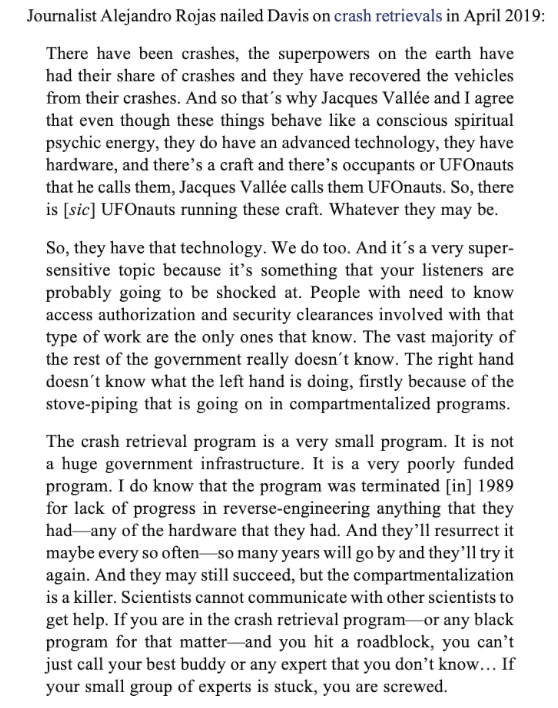 Journalist Alejandro Rojas nailed Davis on crash retrievals in April 2019:
There have been crashes, the superpowers on the earth have
had their share of crashes and they have recovered the vehicles
from their crashes. And so that´s why Jacques Vallée and I agree
that even though these things behave like a conscious spiritual
psychic energy, they do have an advanced technology, they have
hardware, and there’s a craft and there’s occupants or UFOnauts
that he calls them, Jacques Vallée calls them UFOnauts. So, there
is [sic] UFOnauts running these craft. Whatever they may be.
So, they have that technology. We do too. And it´s a very super-
sensitive topic because it’s something that your listeners are
probably going to be shocked at. People with need to know
access authorization and security clearances involved with that
type of work are the only ones that know. The vast majority of
the rest of the government really doesn´t know. The right hand
doesn´t know what the left hand is doing, firstly because of the
stove-piping that is going on in compartmentalized programs.
The crash retrieval program is a very small program. It is not
a huge government infrastructure. It is a very poorly funded
program. I do know that the program was terminated [in] 1989
for lack of progress in reverse-engineering anything that they
had—any of the hardware that they had. And they’ll resurrect it
maybe every so often—so many years will go by and they’ll try it
again. And they may still succeed, but the compartmentalization
is a killer. Scientists cannot communicate with other scientists to
get help. If you are in the crash retrieval program—or any black
program for that matter—and you hit a roadblock, you can’t
just call your best buddy or any expert that you don’t know… If
your small group of experts is stuck, you are screwed.